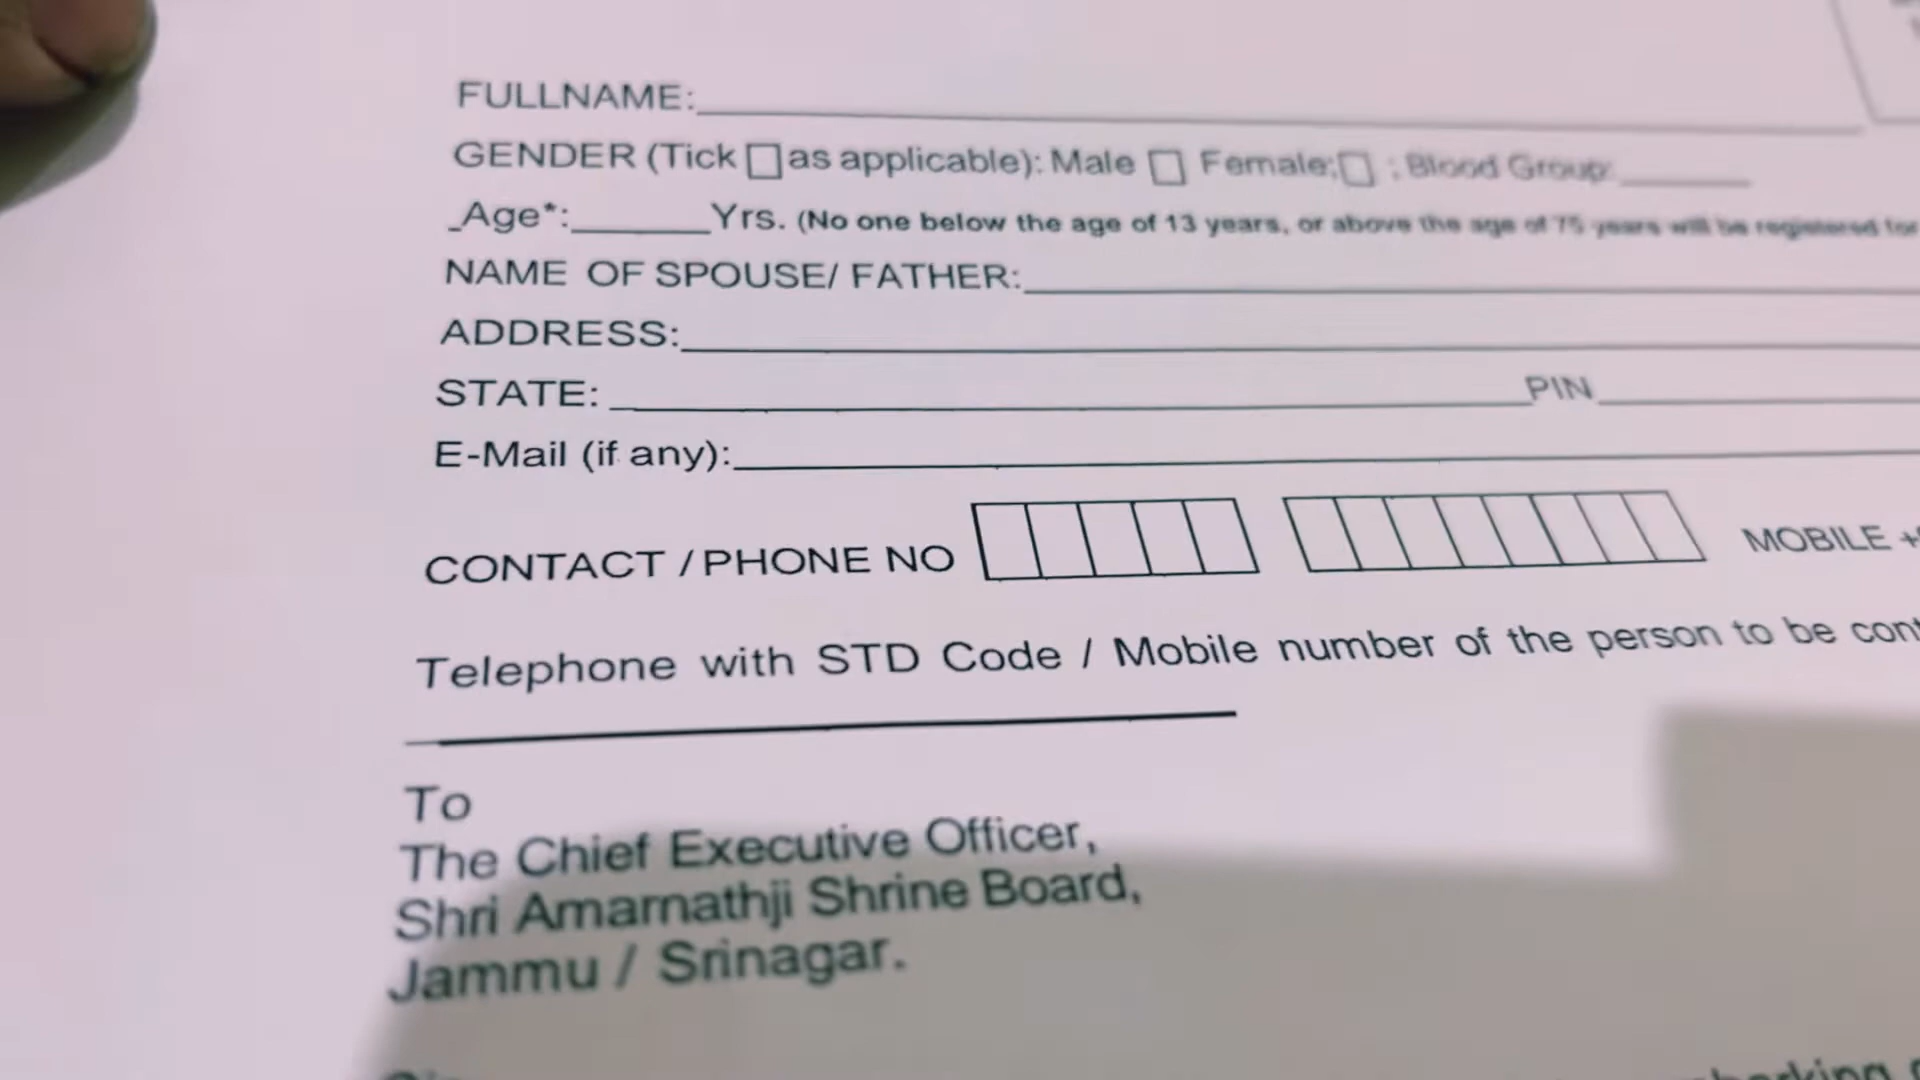 FULLNAME:
GENDER (Tick ☐ as applicable): Male ☐ Female;☐ ; Blood Group:
Age*:______Yrs. (No one below the age of 13 years, or above the age of 75 years will be registered for
NAME OF SPOUSE/ FATHER:
ADDRESS:
STATE: PIN
E-Mail (if any):
CONTACT / PHONE NO MOBILE
Telephone with STD Code / Mobile number of the person to be
To
The Chief Executive Officer,
Shri Amarnathji Shrine Board,
Jammu / Srinagar.